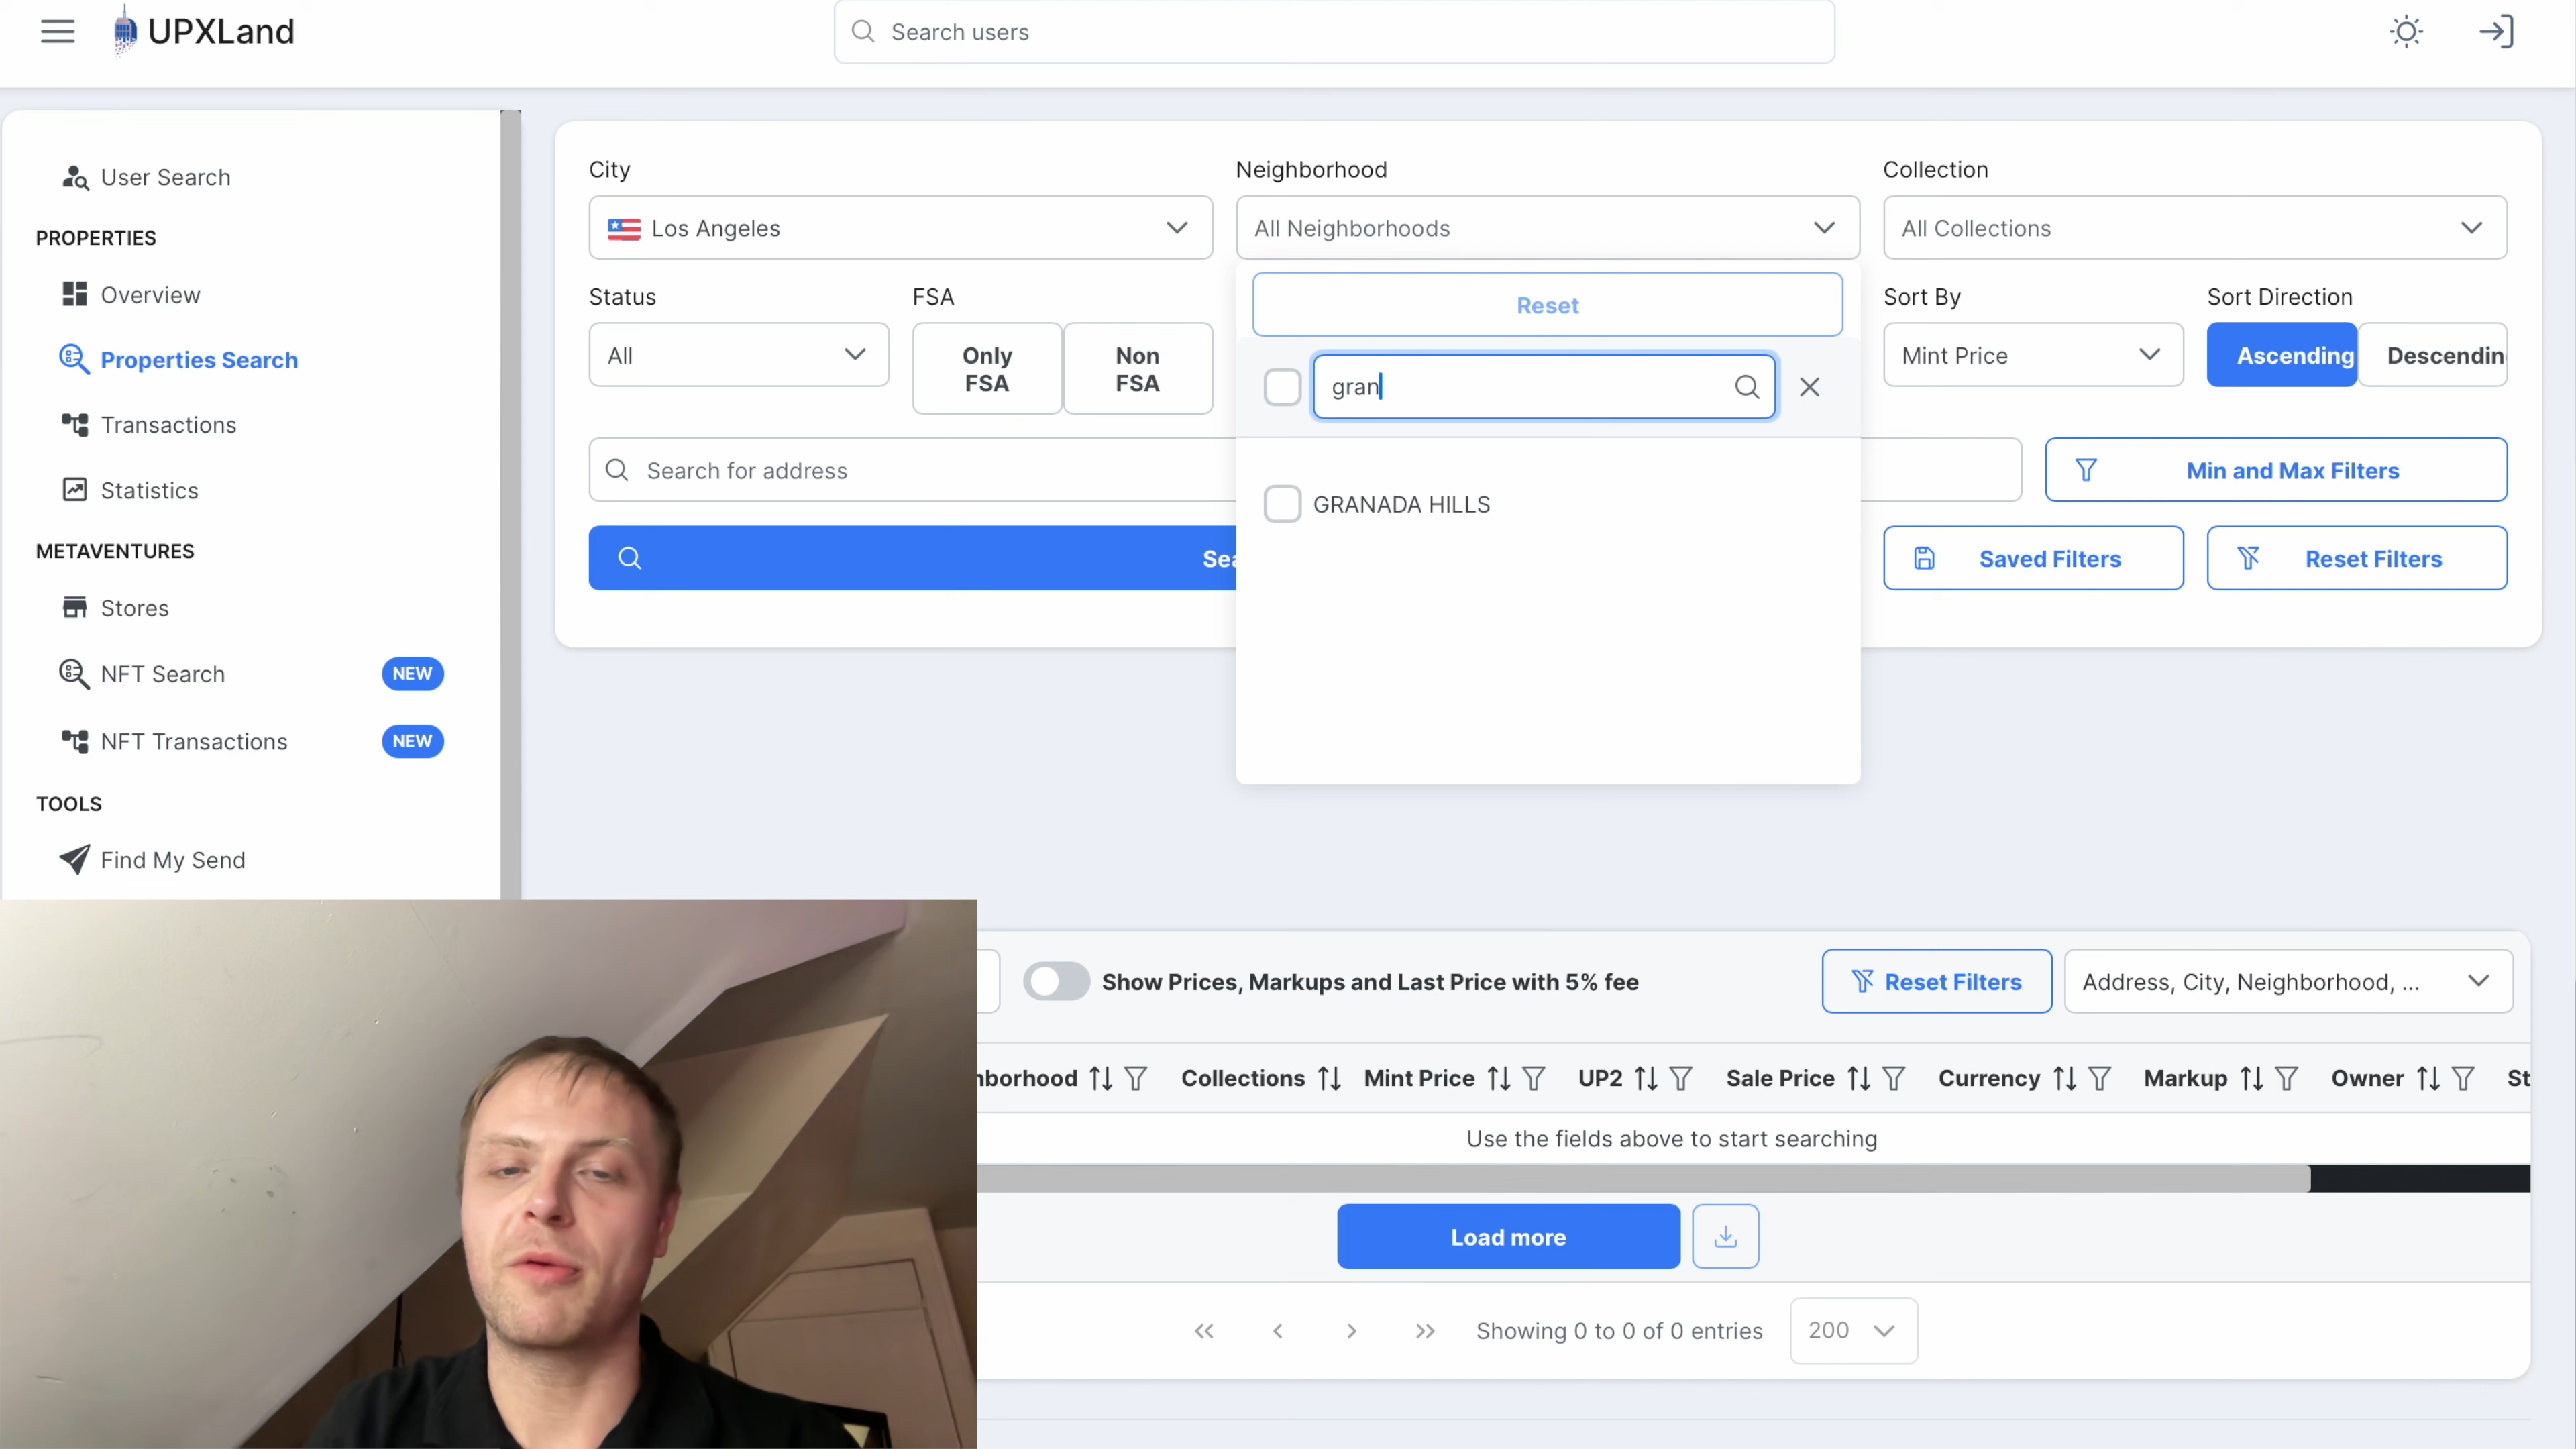 UPXLand
Search users
User Search
PROPERTIES
Overview
Properties Search
Transactions
Statistics
METAVENTURES
Stores
NFT Search NEW
NFT Transactions NEW
TOOLS
Find My Send
City
Los Angeles
Neighborhood
All Neighborhoods
Collection
All Collections
Status
All
FSA
Only
FSA
Non
FSA
Reset
gran
GRANADA HILLS
Sort By
Mint Price
Sort Direction
Ascending
Descendin
Search for address
Min and Max Filters
Sea
Saved Filters
Reset Filters
Show Prices, Markups and Last Price with 5% fee
Reset Filters
Address, City, Neighborhood, ...
hborhood Collections Mint Price UP2 Sale Price Currency Markup Owner St
Use the fields above to start searching
Load more
Showing 0 to 0 of 0 entries 200